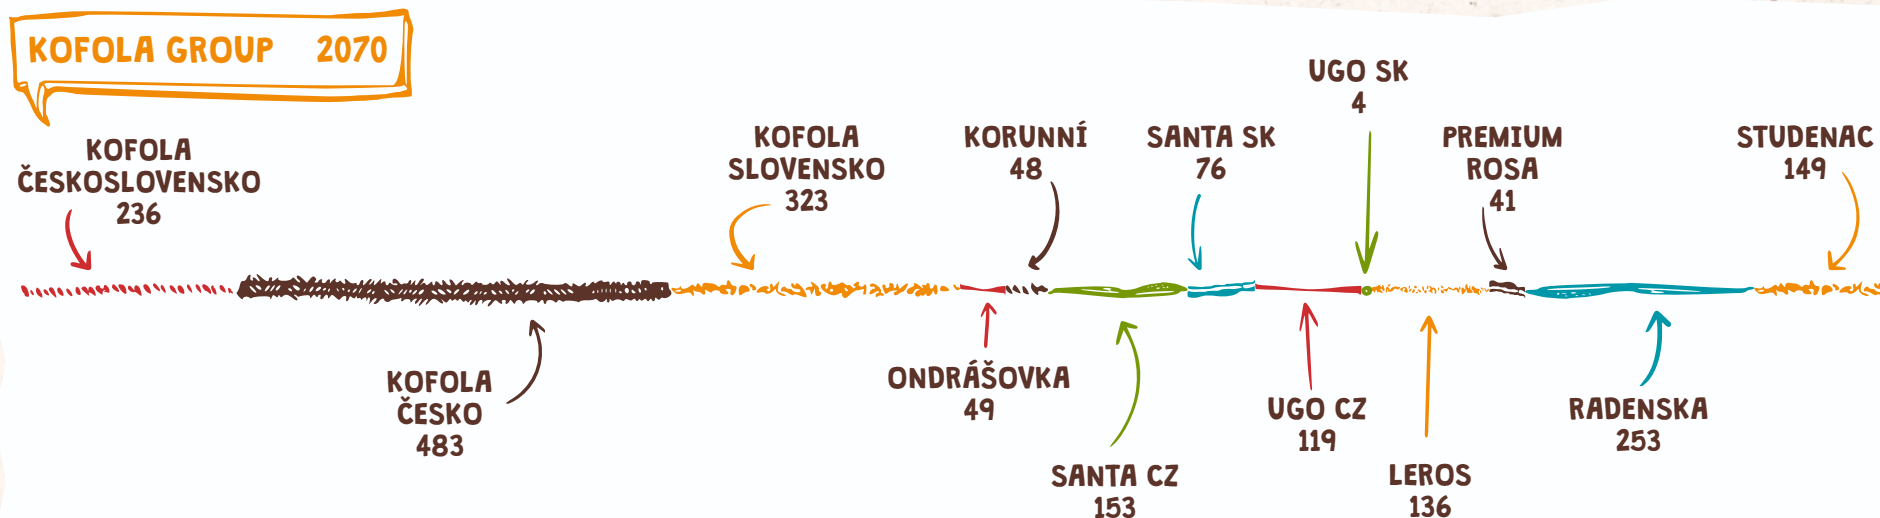 KOFOLA GROUP 2070
KOFOLA
ČESKOSLOVENSKO
236
KOFOLA
ČESKO
483
KOFOLA
SLOVENSKO
323
ONDRÁŠOVKA
49
KORUNNÍ
48
SANTA CZ
153
SANTA SK
76
UGO CZ
119
UGO SK
4
LEROS
136
PREMIUM
ROSA
41
RADENSKA
253
STUDENAC
149